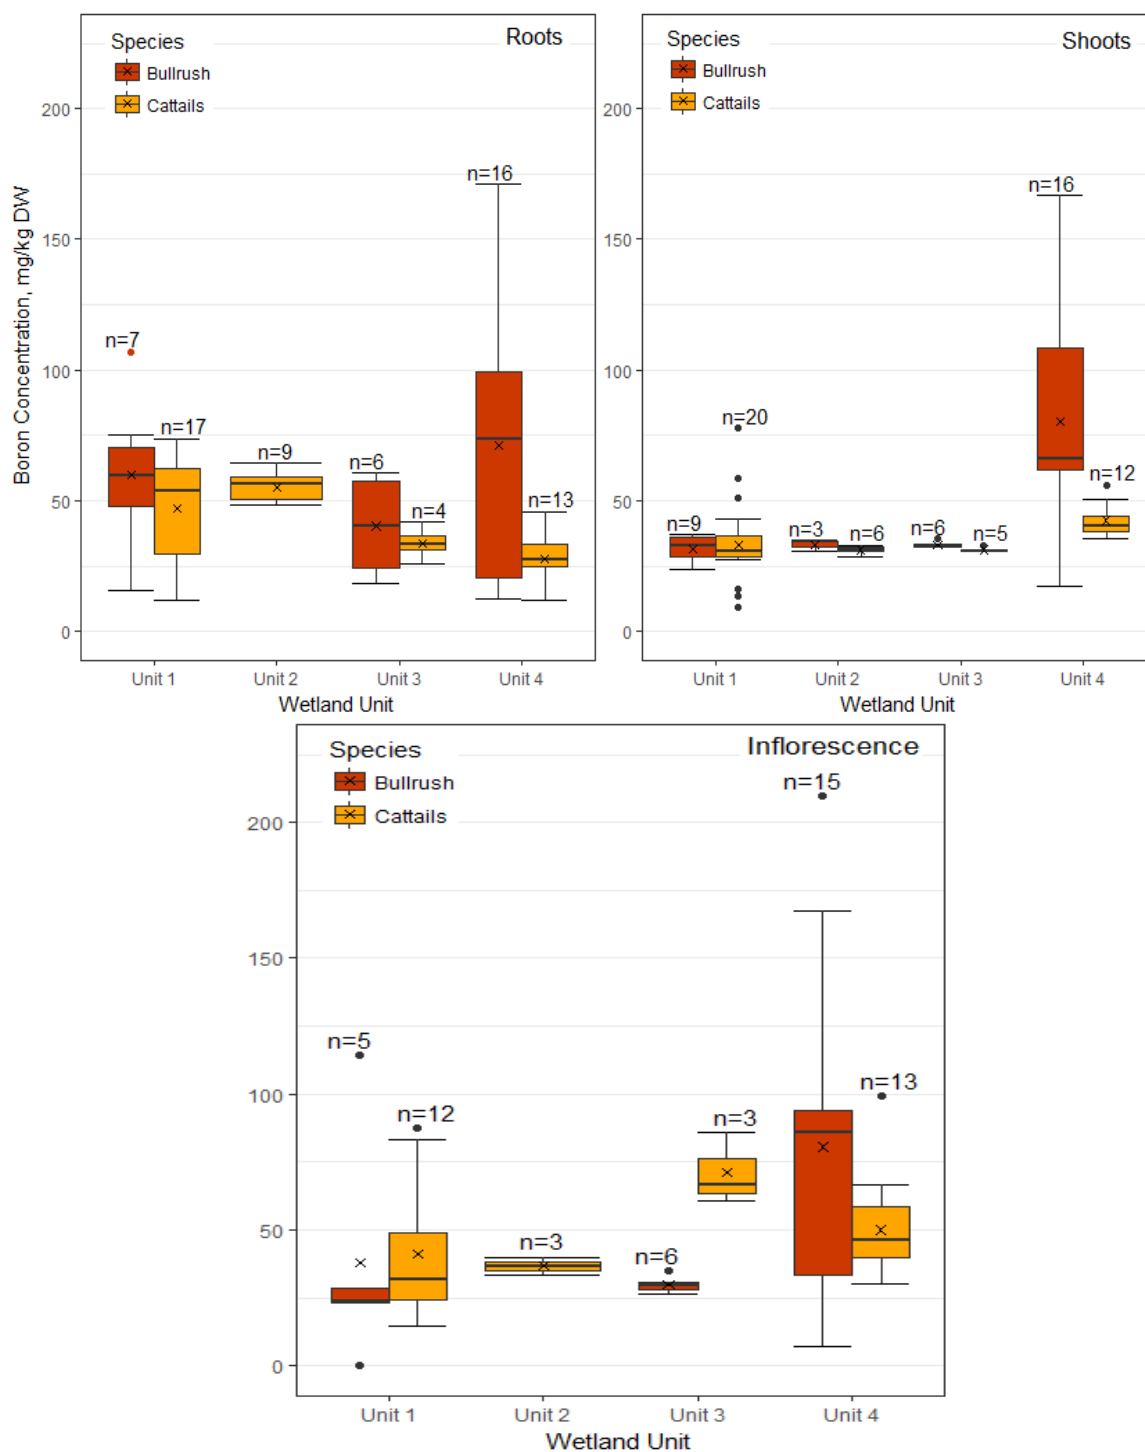 Species
Roots
Bullrush
Cattails
Boron Concentration, mg/kg DW
200
150
100
50
0
n=7
n=17
n=9
n=6
n=4
n=16
n=13
Unit 1
Unit 2
Unit 3
Unit 4
Wetland Unit
Species
Shoots
Bullrush
Cattails
200
150
100
50
0
n=9
n=20
n=3
n=6
n=6
n=5
n=16
n=12
Unit 1
Unit 2
Unit 3
Unit 4
Wetland Unit
Species
Inflorescence
Bullrush
Cattails
200
150
100
50
0
n=5
n=12
n=3
n=6
n=3
n=15
n=13
Unit 1
Unit 2
Unit 3
Unit 4
Wetland Unit